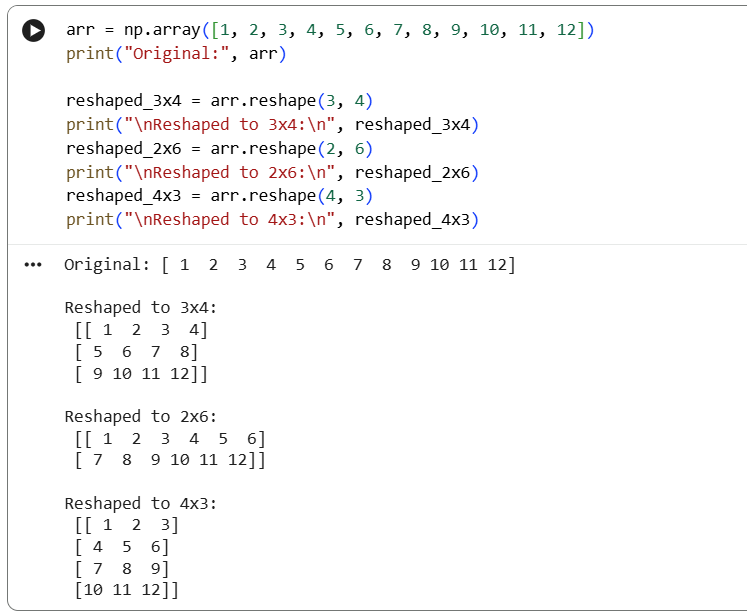 arr = np.array([1, 2, 3, 4, 5, 6, 7, 8, 9, 10, 11, 12])
print("Original:", arr)
reshaped_3x4 = arr.reshape(3, 4)
print("\nReshaped to 3x4:\n", reshaped_3x4)
reshaped_2x6 = arr.reshape(2, 6)
print("\nReshaped to 2x6:\n", reshaped_2x6)
reshaped_4x3 = arr.reshape(4, 3)
print("\nReshaped to 4x3:\n", reshaped_4x3)
Original: [ 1  2  3  4  5  6  7  8  9 10 11 12]
Reshaped to 3x4:
 [[ 1  2  3  4]
 [ 5  6  7  8]
 [ 9 10 11 12]]
Reshaped to 2x6:
 [[ 1  2  3  4  5  6]
 [ 7  8  9 10 11 12]]
Reshaped to 4x3:
 [[ 1  2  3]
 [ 4  5  6]
 [ 7  8  9]
 [10 11 12]]